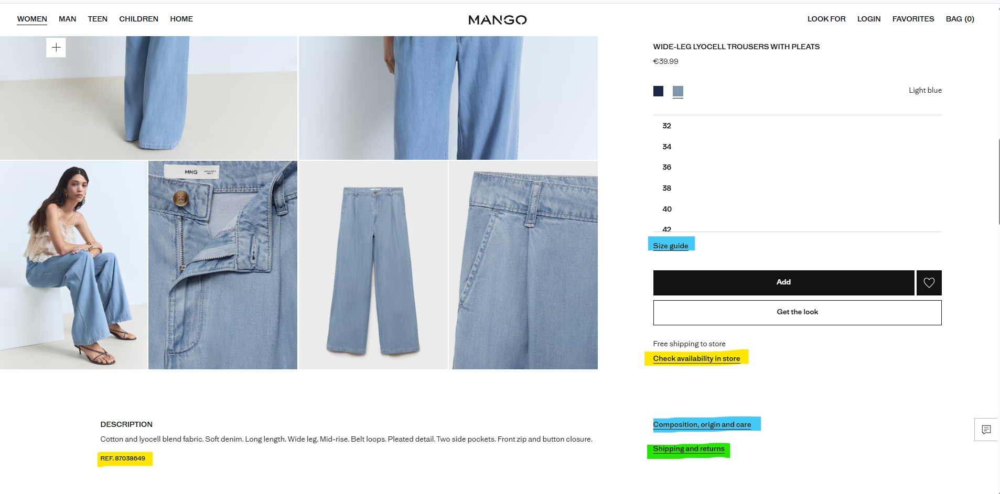 WOMEN MAN TEEN CHILDREN HOME
MANGO
LOOK FOR LOGIN FAVORITES BAG (0)
MNG
WIDE-LEG LYOCELL TROUSERS WITH PLEATS
€39.99
Light blue
32
34
36
38
40
42
Size guide
Add
Get the look
Free shipping to store
Check availability in store
DESCRIPTION
Cotton and lyocell blend fabric. Soft denim. Long length. Wide leg. Mid-rise. Belt loops. Pleated detail. Two side pockets. Front zip and button closure.
REF. 87038649
Composition, origin and care
Shipping and returns